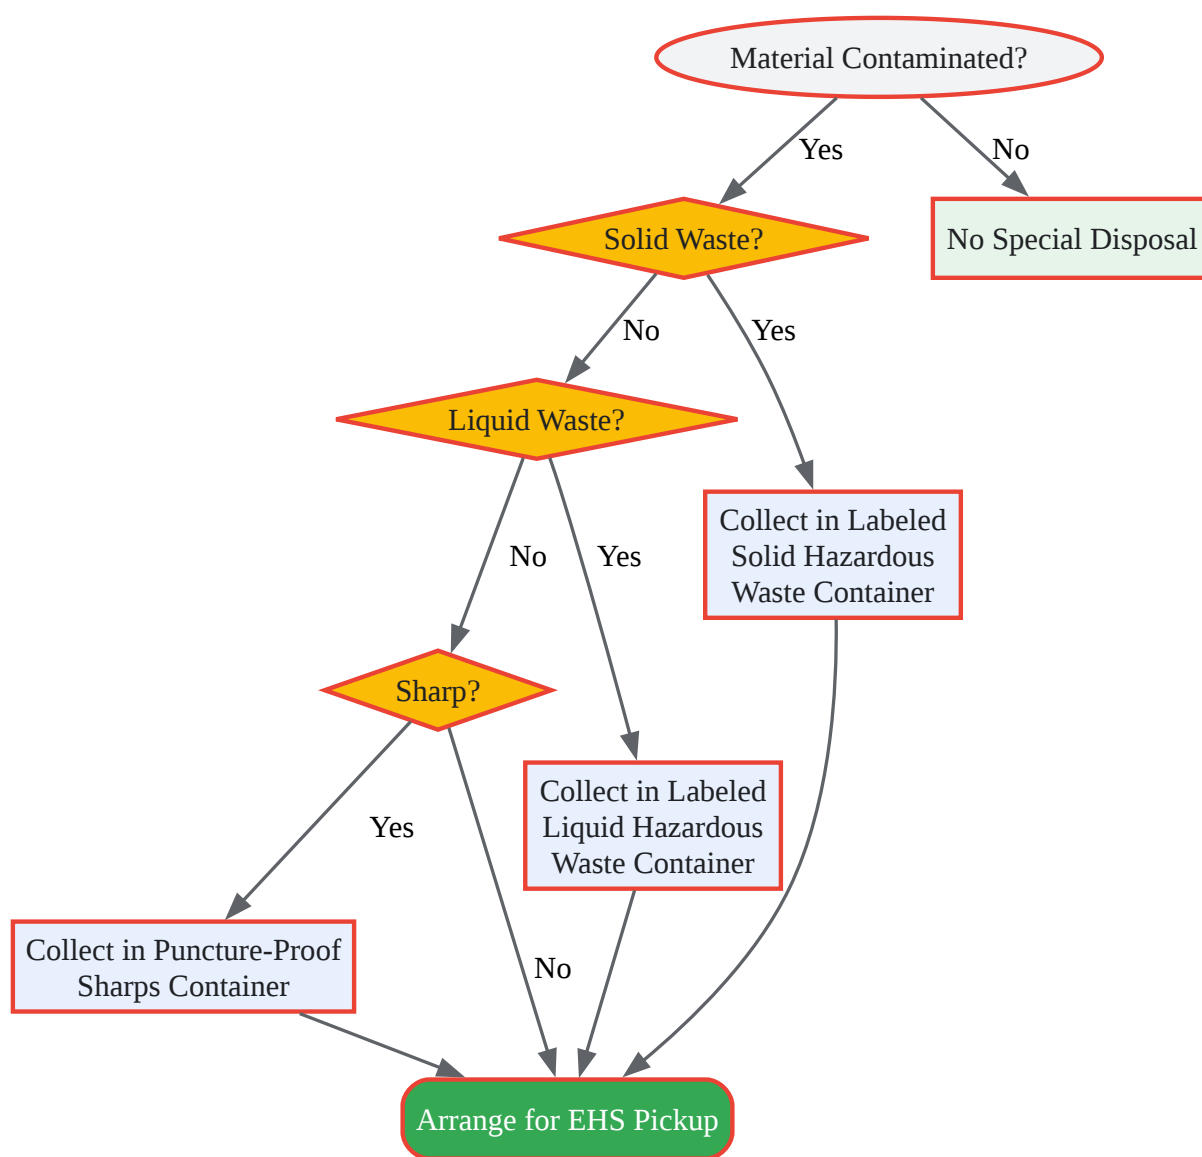 Material Contaminated?
Yes
No
Solid Waste?
No Special Disposal
No
Yes
Liquid Waste?
Collect in Labeled
Solid Hazardous
Waste Container
No
Yes
Sharp?
Collect in Labeled
Liquid Hazardous
Waste Container
Yes
Collect in Puncture-Proof
Sharps Container
No
Arrange for EHS Pickup